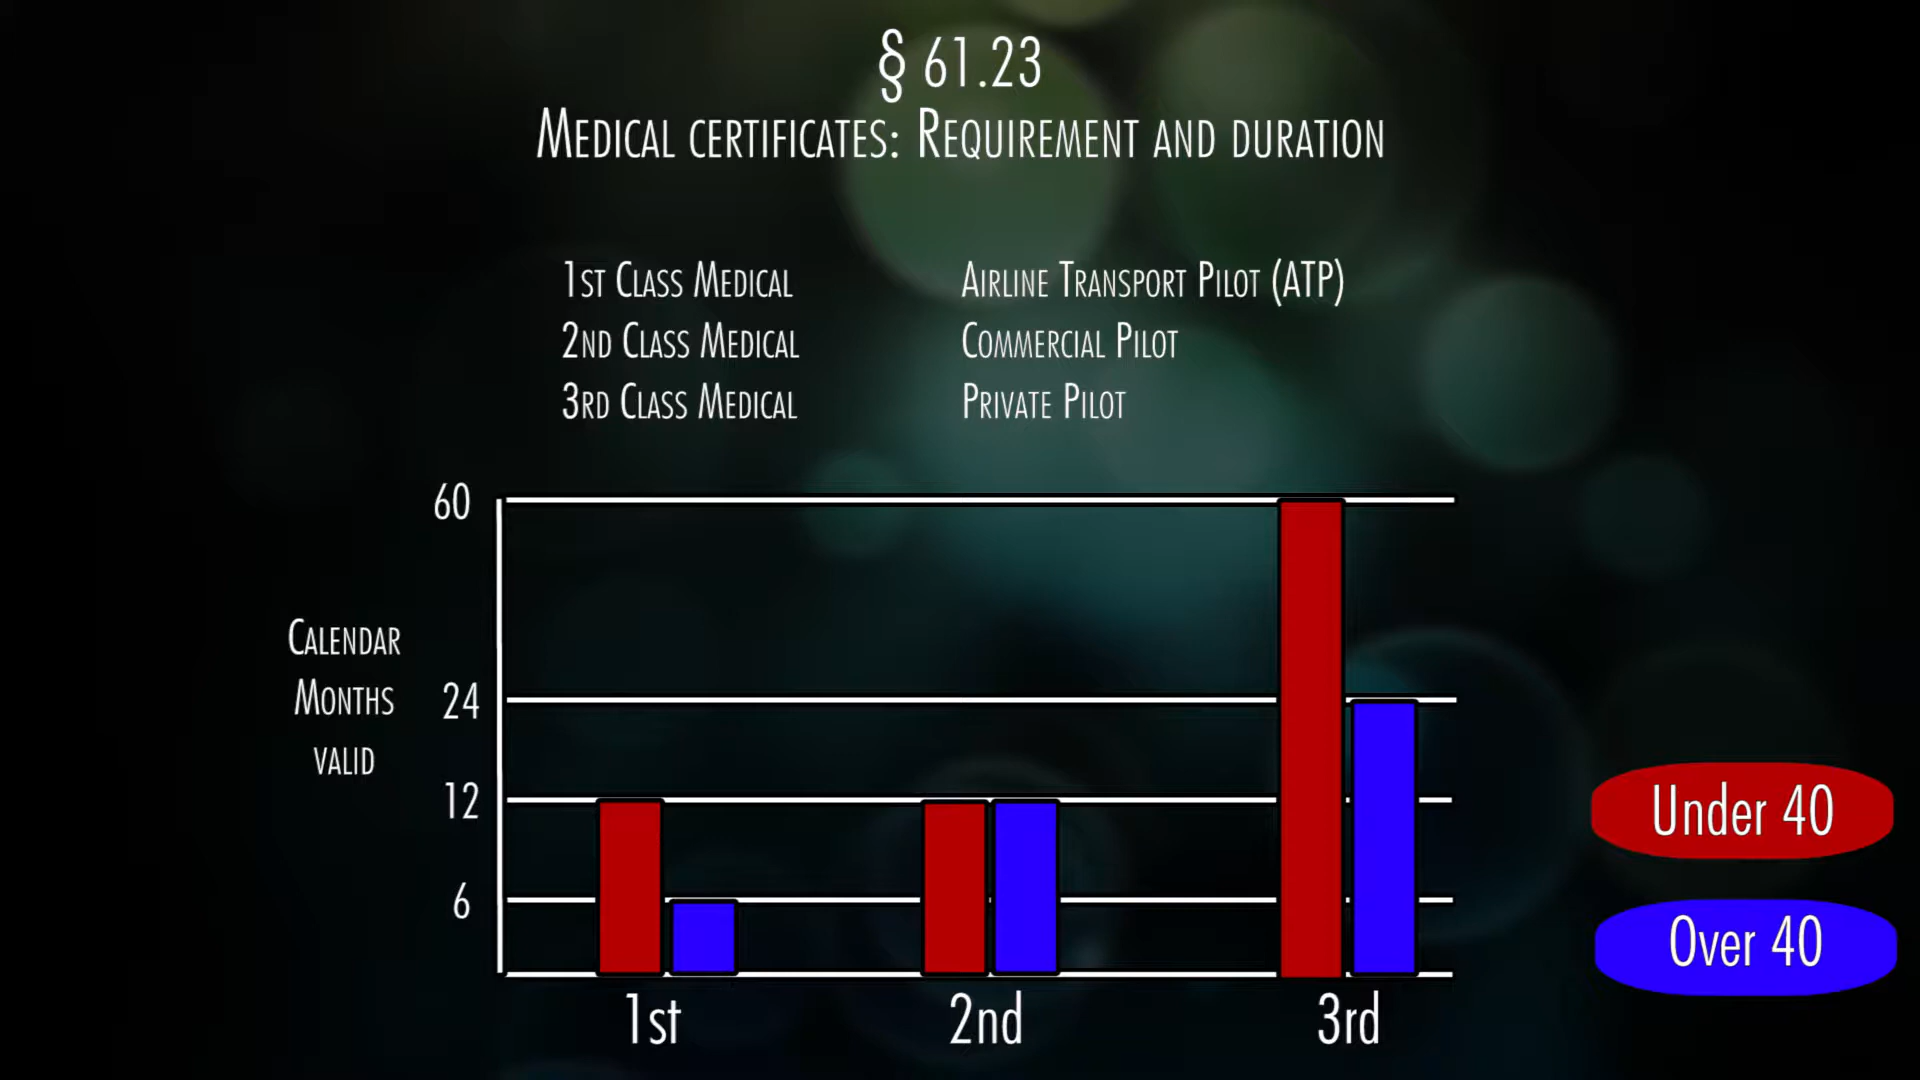 § 61.23
Medical certificates: Requirement and duration
1st Class Medical
Airline Transport Pilot (ATP)
2nd Class Medical
Commercial Pilot
3rd Class Medical
Private Pilot
60
24
12
6
Calendar
Months
valid
1st
2nd
3rd
Under 40
Over 40